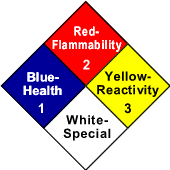 Red-
Flammability
2
Blue-
Health
1
Yellow-
Reactivity
3
White-
Special